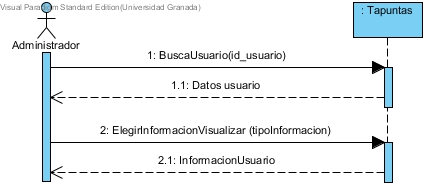 Visual Paradigm Standard Edition(Universidad Granada)
: Tapuntas
Administrador
1: BuscaUsuario(id_usuario)
1.1: Datos usuario
2: ElegirInformacionVisualizar (tipoInformacion)
2.1: InformacionUsuario